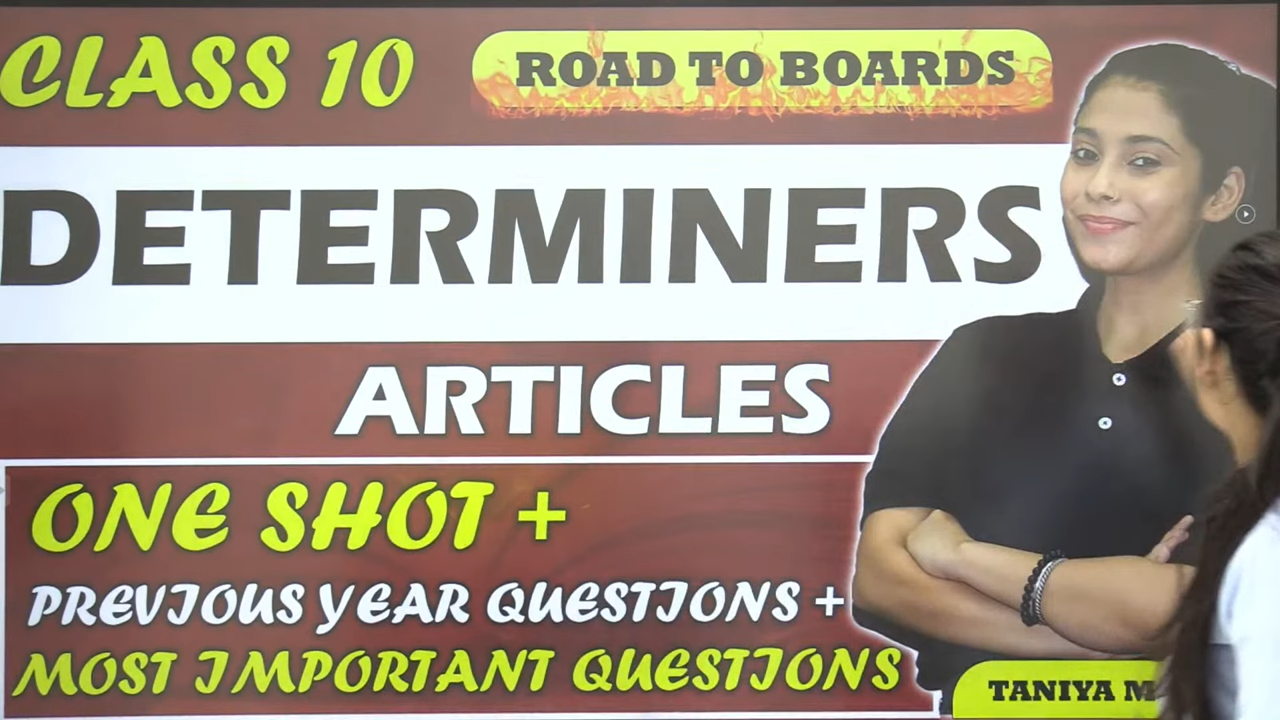 CLASS 10
ROAD TO BOARDS
DETERMINERS
ARTICLES
ONE SHOT +
PREVIOUS YEAR QUESTIONS +
MOST IMPORTANT QUESTIONS
TANIYA